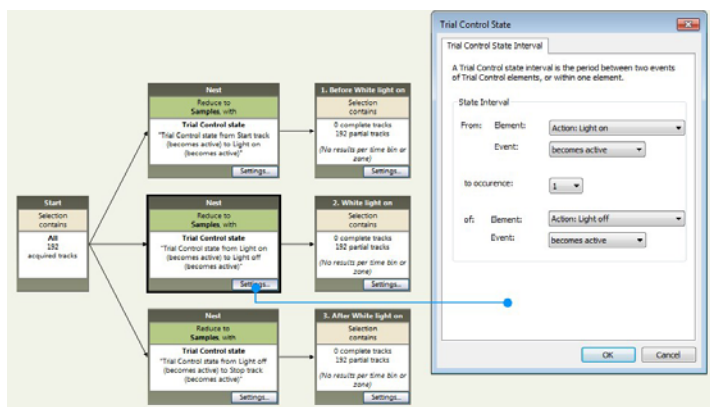 Start
Selection
contains
All
192
acquired tracks
Nest
Reduce to
Samples, with
Trial Control state
"Trial Control state from Start track
(becomes active) to Light on
(becomes active)"
Settings...
1. Before White light on
Selection
contains
0 complete tracks
192 partial tracks
(No results per time bin or
zone)
Settings...
Nest
Reduce to
Samples, with
Trial Control state
"Trial Control state from Light on
(becomes active) to Light off
(becomes active)"
Settings...
2. White light on
Selection
contains
0 complete tracks
192 partial tracks
(No results per time bin or
zone)
Settings...
Nest
Reduce to
Samples, with
Trial Control state
"Trial Control state from Light off
(becomes active) to Stop track
(becomes active)"
Settings...
3. After White light on
Selection
contains
0 complete tracks
192 partial tracks
(No results per time bin or
zone)
Settings...
Trial Control State
Trial Control State Interval
A Trial Control state interval is the period between two events
of Trial Control elements, or within one element.
State Interval
From: Element: Action: Light on
Event: becomes active
to occurence: 1
of: Element: Action: Light off
Event: becomes active
OK Cancel